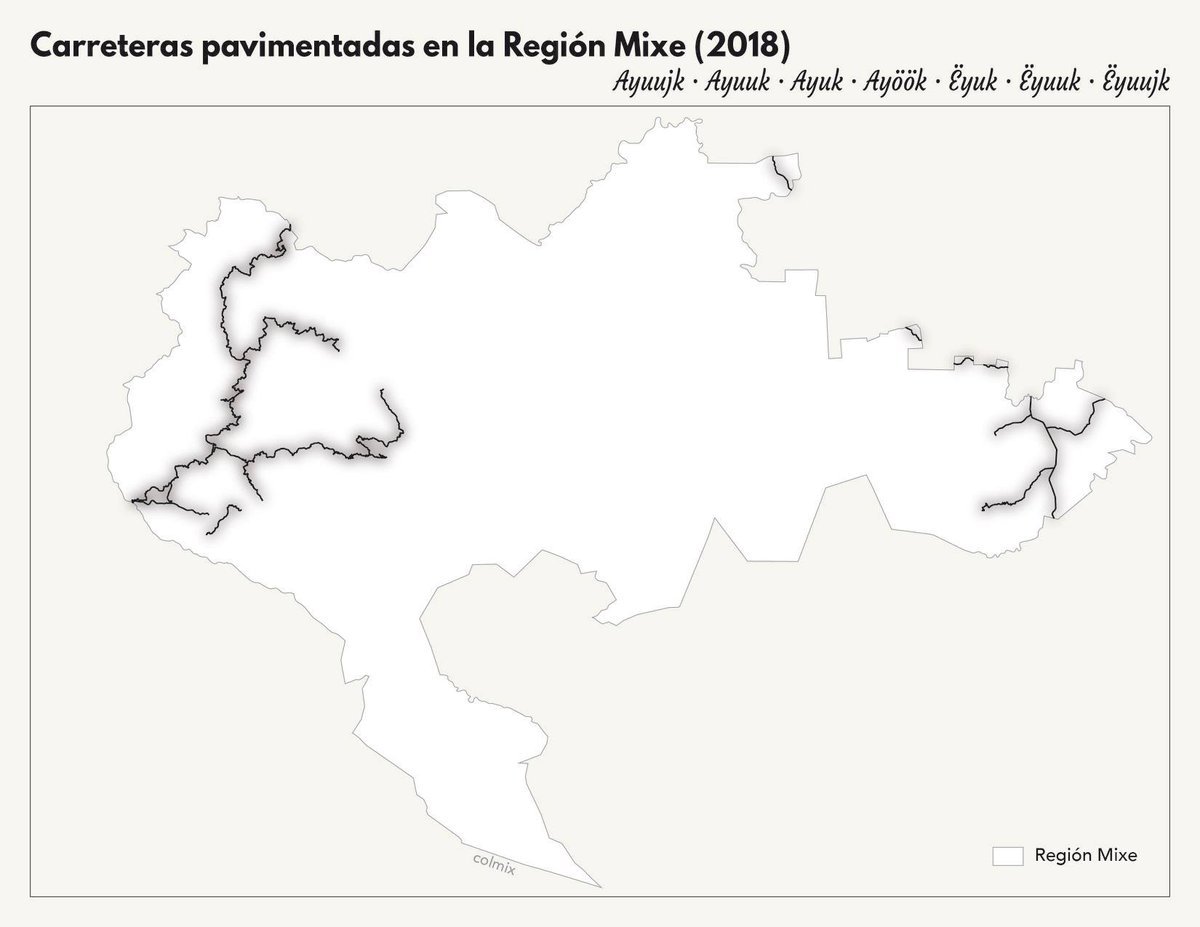 Carreteras pavimentadas en la Región Mixe (2018)
Ayuujk · Ayuuk · Ayuk · Ayöök · Ëyuk · Ëyuuk · Ëyuujk
colmix
Región Mixe